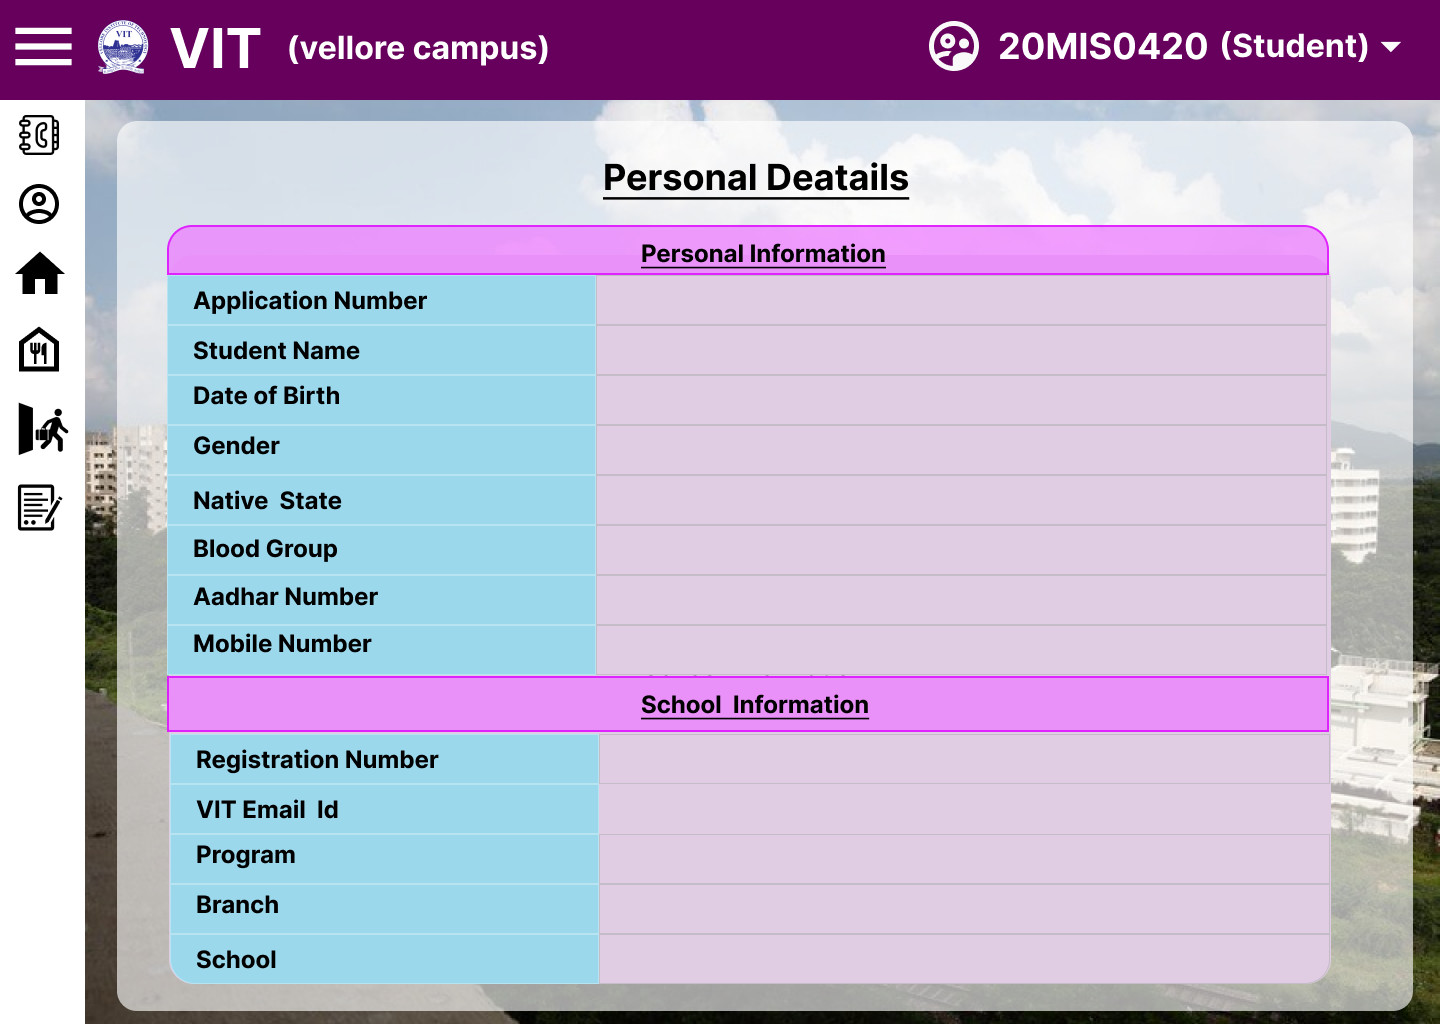 VIT (vellore campus)
20MIS0420 (Student)
Personal Deatails
Personal Information
Application Number
Student Name
Date of Birth
Gender
Native State
Blood Group
Aadhar Number
Mobile Number
School Information
Registration Number
VIT Email Id
Program
Branch
School